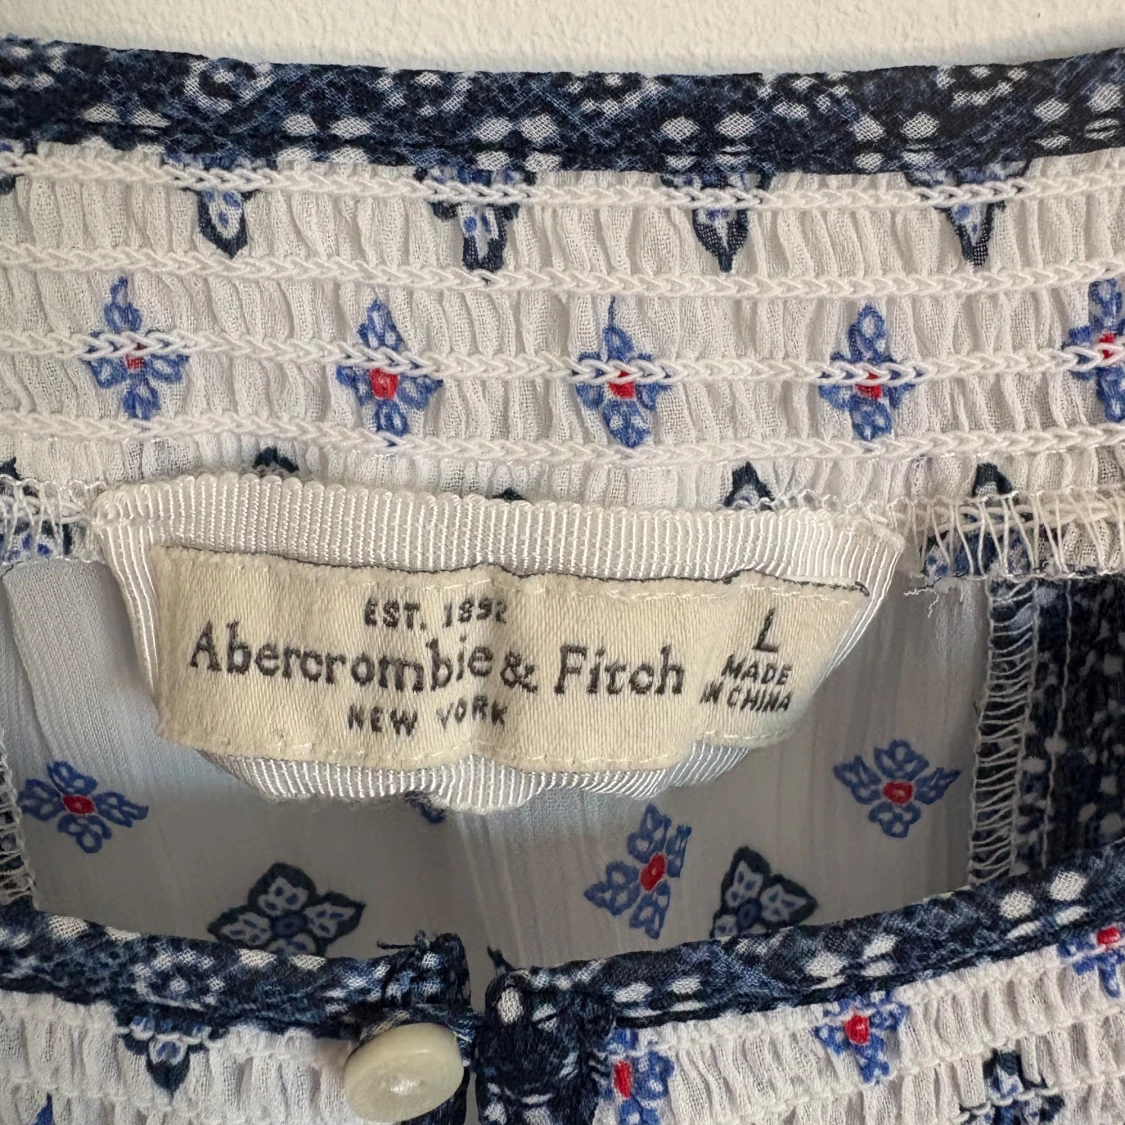 EST. 1892
Abercrombie & Fitch
NEW YORK
L
MADE
IN CHINA